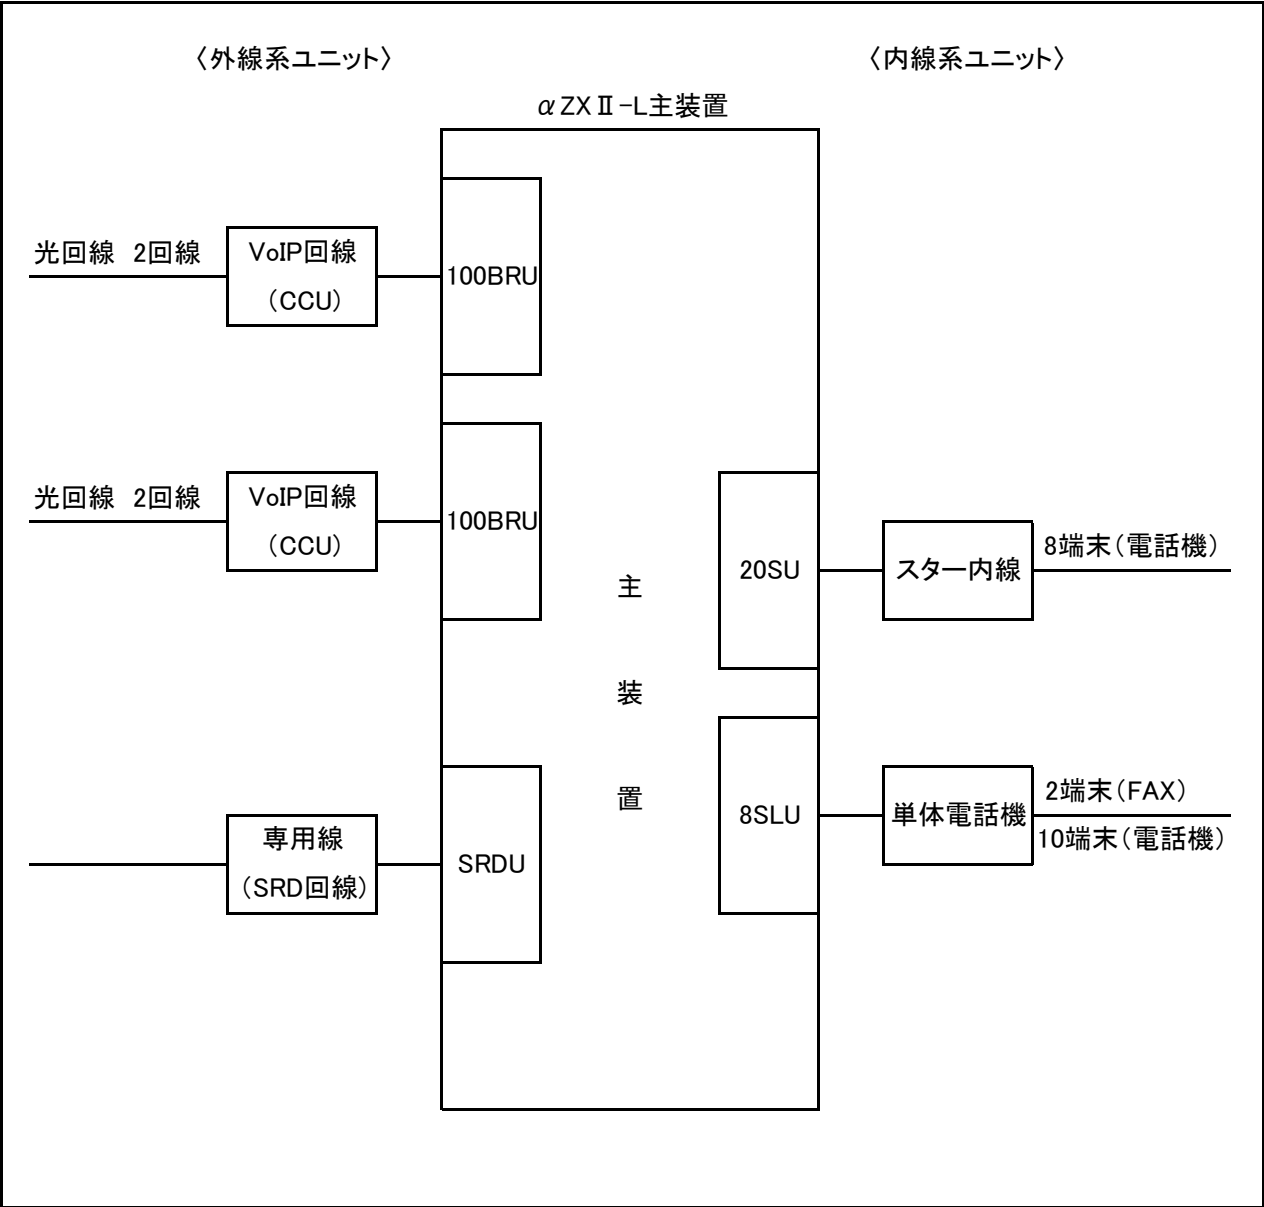 〈外線系ユニット〉
〈内線系ユニット〉
αZXⅡ-L主装置
光回線 2回線
VoIP回線
（CCU）
100BRU
光回線 2回線
VoIP回線
（CCU）
100BRU
専用線
（SRD回線）
SRDU
主
装
置
20SU
スター内線
8端末（電話機）
8SLU
単体電話機
2端末（FAX）
10端末（電話機）